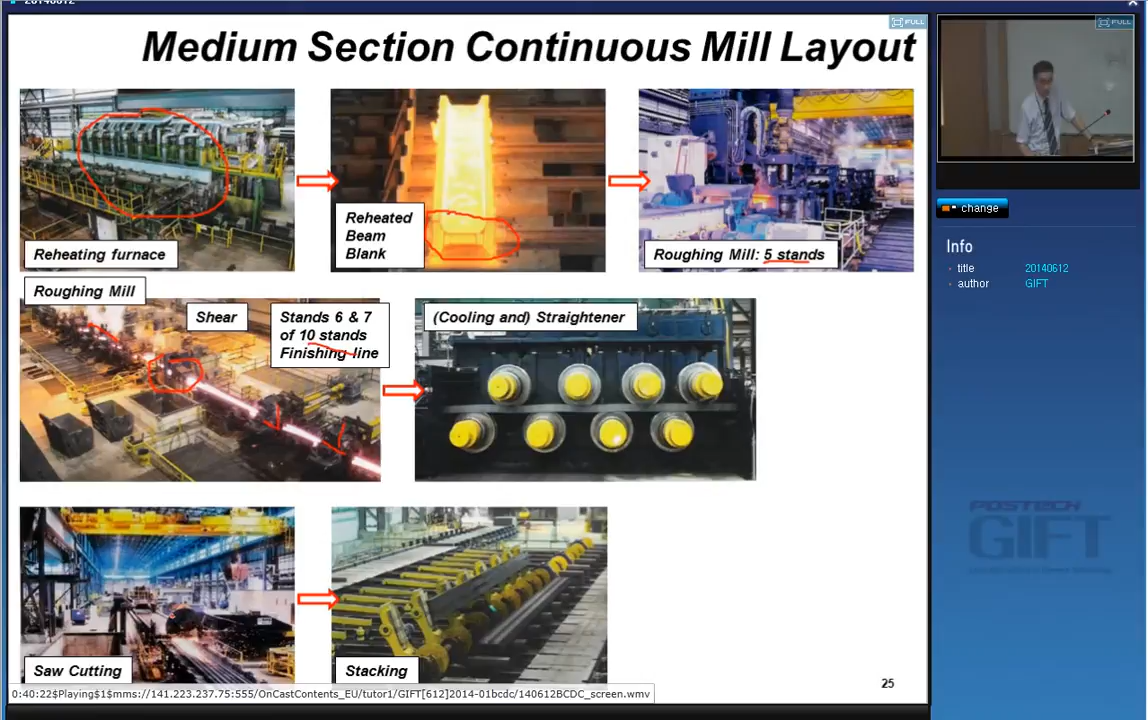 20140612
FULL
FULL
Medium Section Continuous Mill Layout
Reheating furnace
Reheated
Beam
Blank
Roughing Mill: 5 stands
Roughing Mill
Shear
Stands 6 & 7
of 10 stands
Finishing line
(Cooling and) Straightener
Saw Cutting
Stacking
25
0:40:22$Playing$1$mms://141.223.237.75:555/OnCastContents_EU/tutor1/GIFT[612]2014-01bcdc/140612BCDC_screen.wmv
change
Info
title 20140612
author GIFT
POSTECH
GIFT